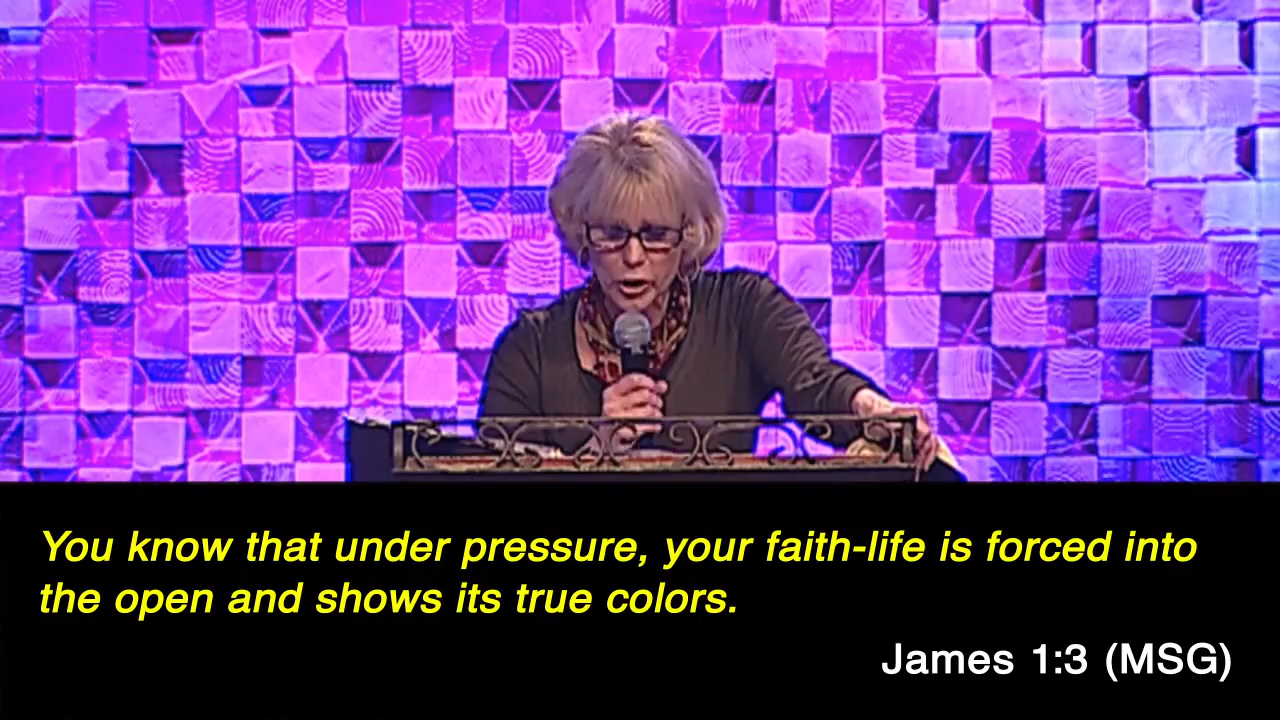 You know that under pressure, your faith-life is forced into
the open and shows its true colors.
James 1:3 (MSG)